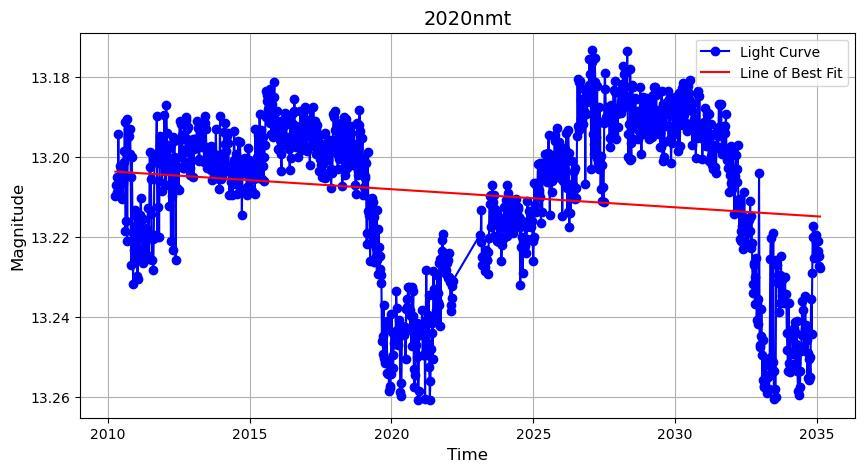 2020nmt
Light Curve
Line of Best Fit
Magnitude
13.18
13.20
13.22
13.24
13.26
2010
2015
2020
2025
2030
2035
Time